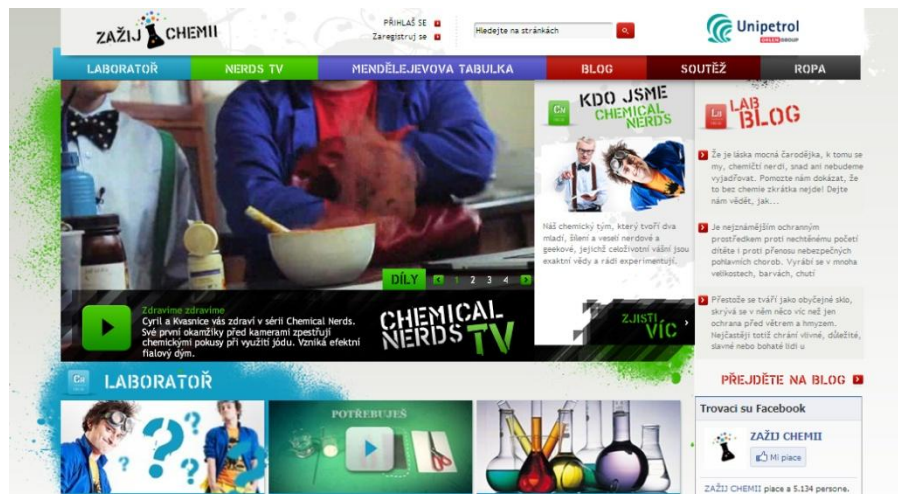 ZAŽIJ CHEMII
PŘIHLAŠ SE
Zaregistruj se
Hledejte na stránkách
Unipetrol
ORLEN GROUP
LABORATOŘ
NERDS TV
MENDĚLEJEVOVA TABULKA
BLOG
SOUTĚŽ
ROPA
DÍLY 1 2 3 4
Zdravíme zdravíme
Cyril a Kvasnice vás zdraví v sérii Chemical Nerds.
Své první okamžiky před kamerami zpestřují
chemickými pokusy při využití jódu. Vzniká efektní
fialový dým.
CHEMICAL
NERDS TV
KDO JSME
CHEMICAL
NERDS
Náš chemický tým, který tvoří dva
mladí, šílení a veselí nerdové a
geekové, jejichž celoživotní vášní jsou
exaktní vědy a rádi experimentují.
ZJISTI
VÍC
LAB
BLOG
Že je láska mocná čarodějka, k tomu se
my, chemičtí nerdi, snad ani nebudeme
vyjadřovat. Pomozte nám dokázat, že
to bez chemie zkrátka nejde! Dejte
nám vědět, jak...
Je nejznámějším ochranným
prostředkem proti nechtěnému početí
dítěte i proti přenosu nebezpečných
pohlavních chorob. Vyrábí se v mnoha
velikostech, barvách, chutí
Přestože se tváří jako obyčejné sklo,
skrývá se v něm něco víc než jen
ochrana před větrem a hmyzem.
Nejčastěji totiž chrání vlivné, důležité,
slavné nebo bohaté lidi u
PŘEJDĚTE NA BLOG
LABORATOŘ
POTŘEBUJEŠ
Trovaci su Facebook
ZAŽIJ CHEMII
Mi piace
ZAŽIJ CHEMII piace a 5.134 persone.